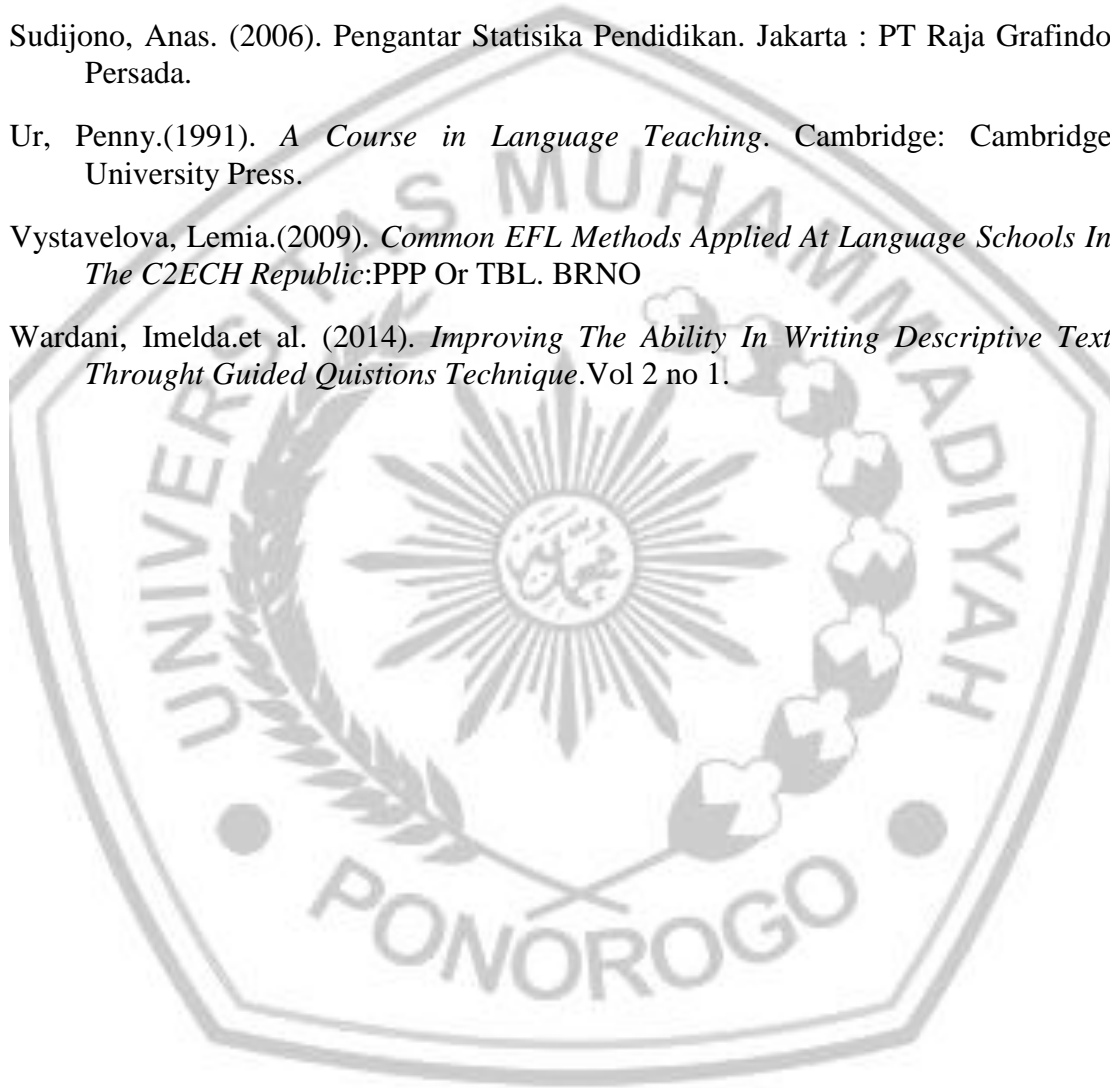 Sudijono, Anas. (2006). Pengantar Statisika Pendidikan. Jakarta : PT Raja Grafindo
Persada.
Ur, Penny.(1991). A Course in Language Teaching. Cambridge: Cambridge
University Press.
Vystavelova, Lemia.(2009). Common EFL Methods Applied At Language Schools In
The C2ECH Republic:PPP Or TBL. BRNO
Wardani, Imelda.et al. (2014). Improving The Ability In Writing Descriptive Text
Throught Guided Quistions Technique.Vol 2 no 1.
UNIVERSITAS MUHAMMADIYAH
PONOROGO